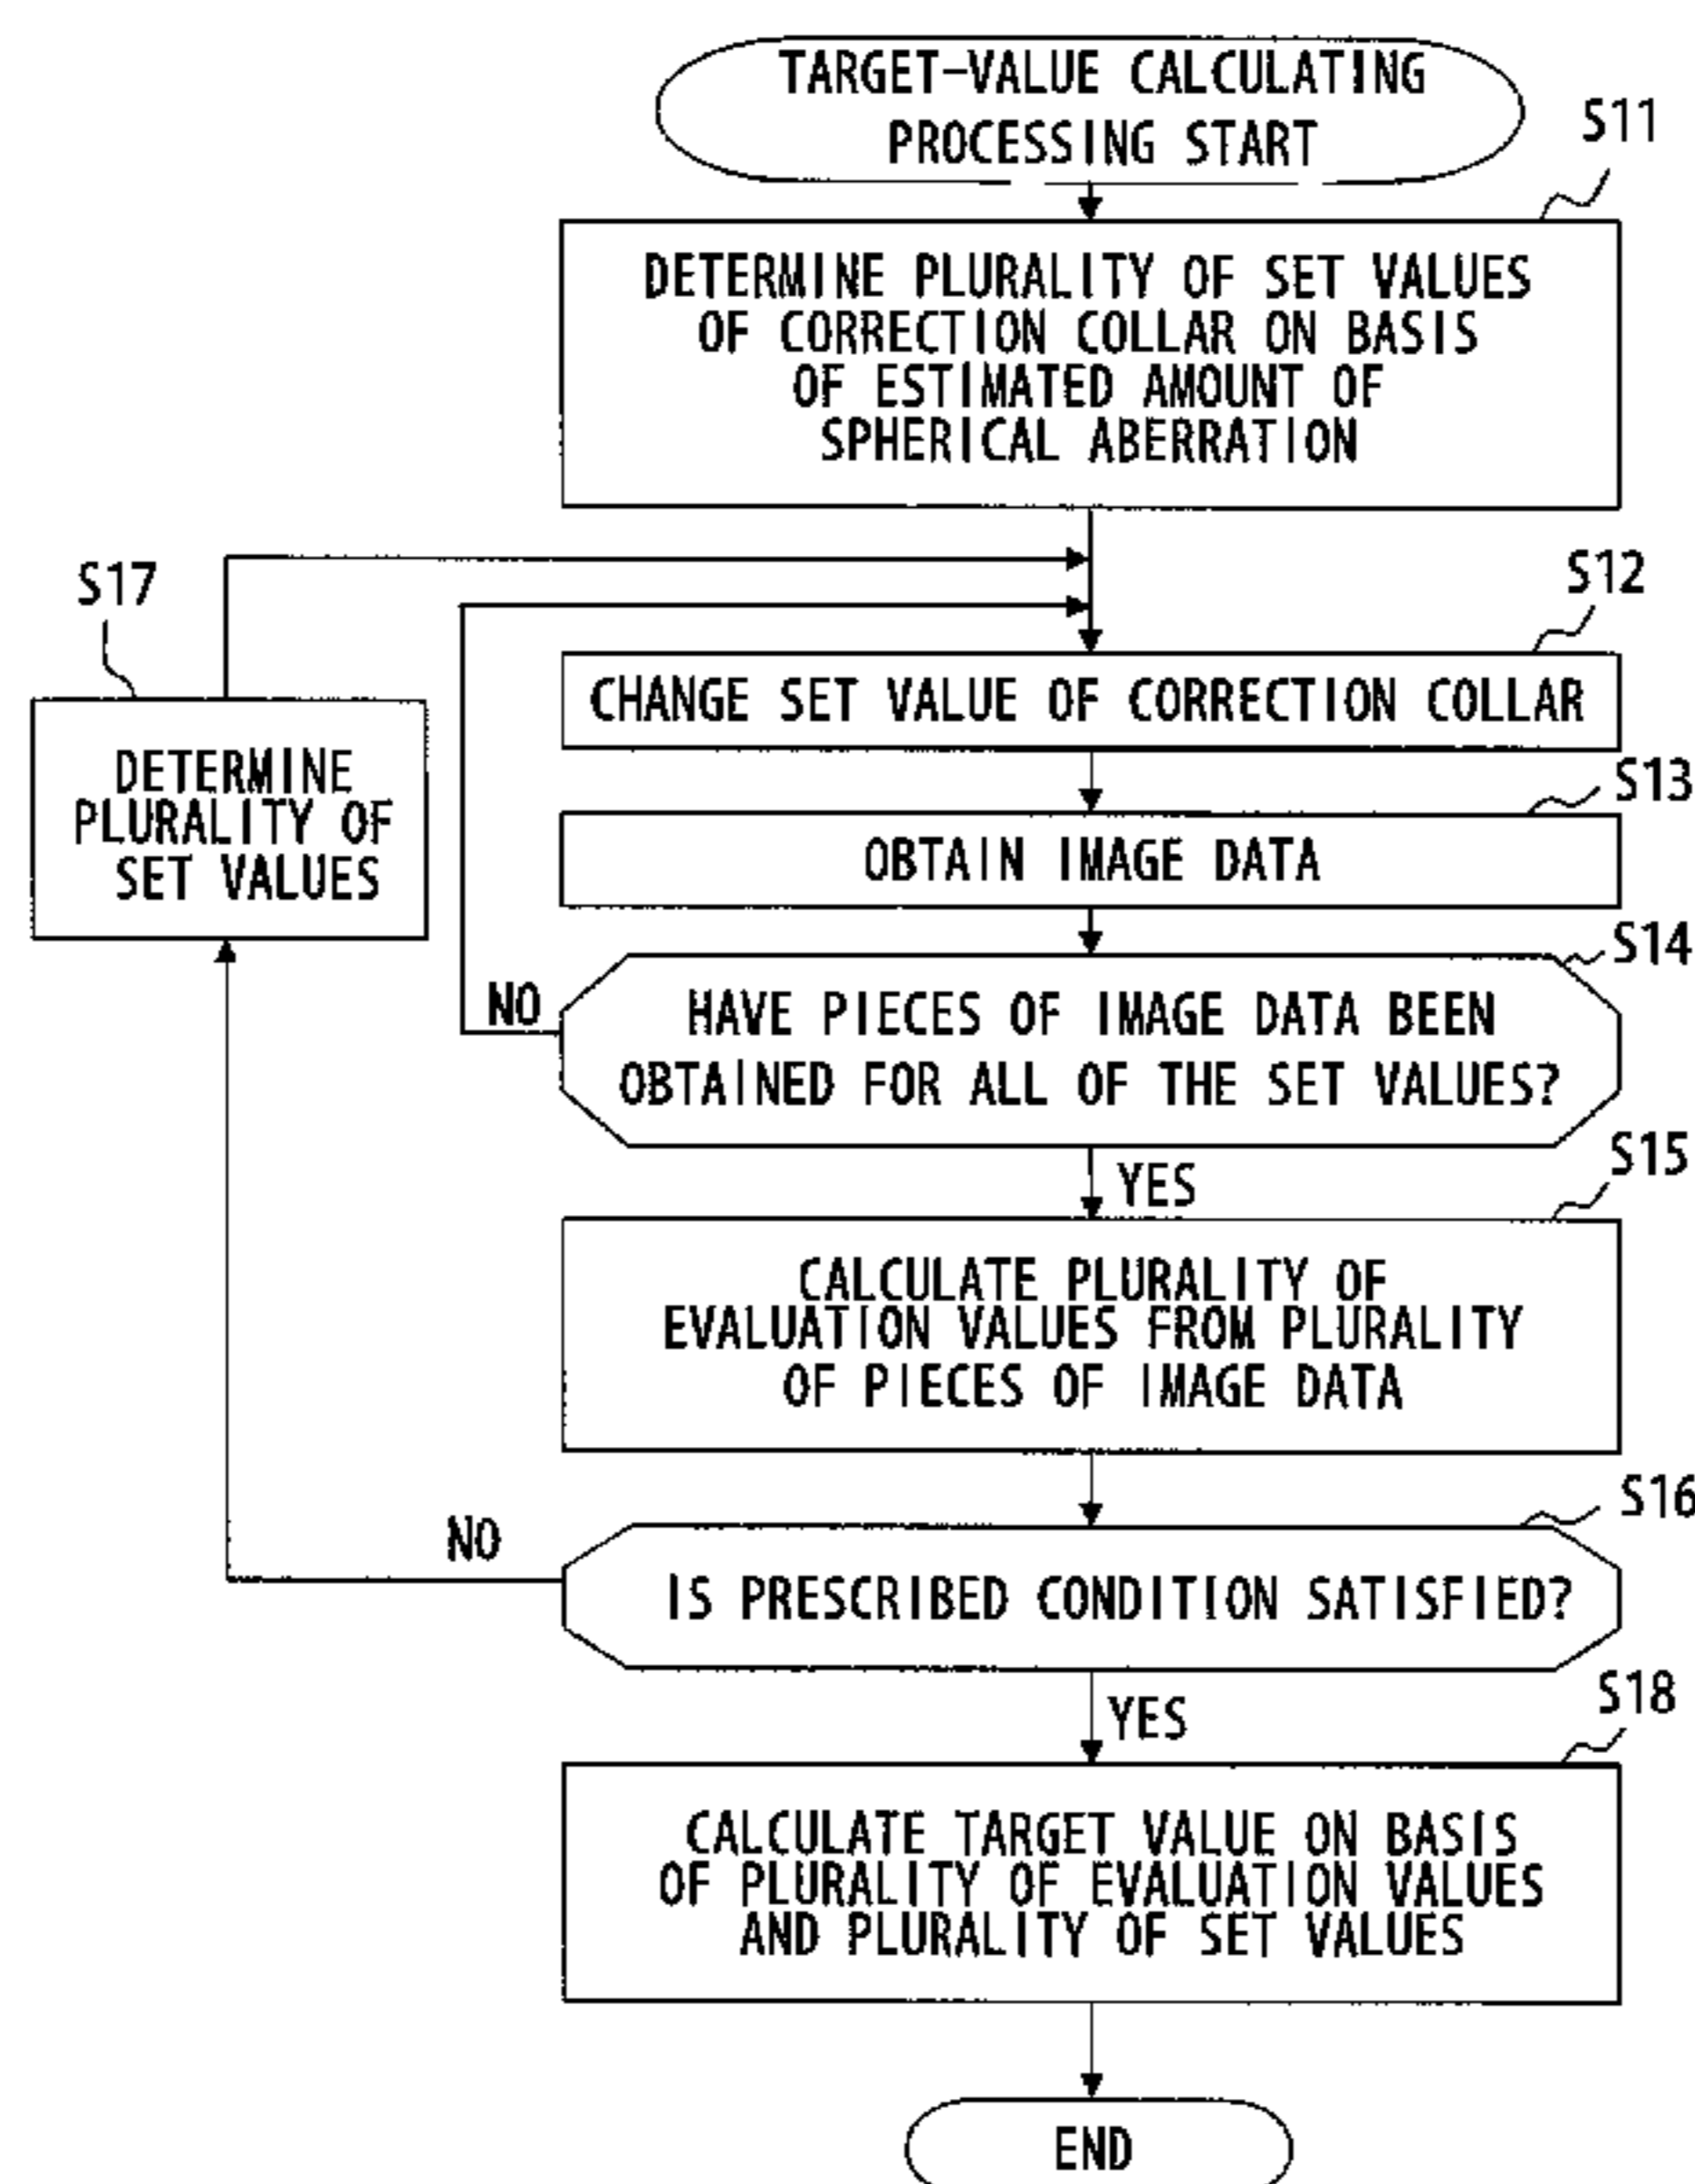 TARGET-VALUE CALCULATING
PROCESSING START
S11
DETERMINE PLURALITY OF SET VALUES
OF CORRECTION COLLAR ON BASIS
OF ESTIMATED AMOUNT OF
SPHERICAL ABERRATION
S17
S12
CHANGE SET VALUE OF CORRECTION COLLAR
DETERMINE
PLURALITY OF
SET VALUES
S13
OBTAIN IMAGE DATA
S14
NO
HAVE PIECES OF IMAGE DATA BEEN
OBTAINED FOR ALL OF THE SET VALUES?
YES
S15
CALCULATE PLURALITY OF
EVALUATION VALUES FROM PLURALITY
OF PIECES OF IMAGE DATA
S16
NO
IS PRESCRIBED CONDITION SATISFIED?
YES
S18
CALCULATE TARGET VALUE ON BASIS
OF PLURALITY OF EVALUATION VALUES
AND PLURALITY OF SET VALUES
END